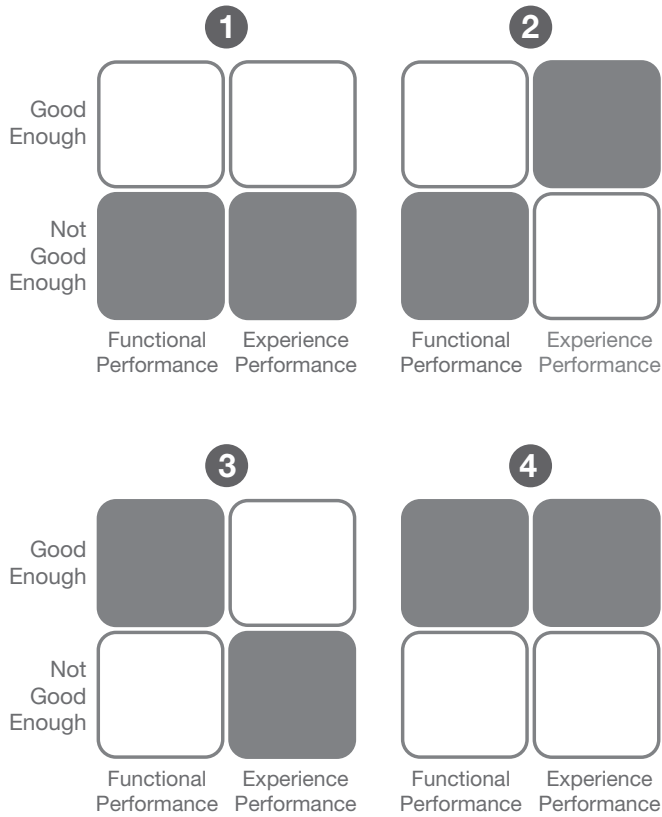 1
2
Good
Enough
Not
Good
Enough
Functional
Performance
Experience
Performance
Functional
Performance
Experience
Performance
3
4
Good
Enough
Not
Good
Enough
Functional
Performance
Experience
Performance
Functional
Performance
Experience
Performance